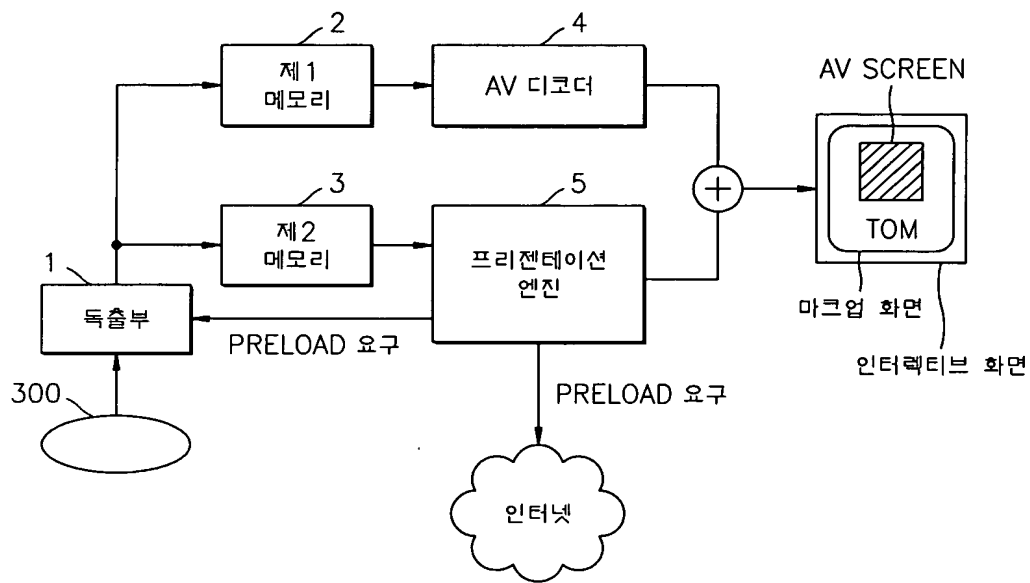 2
제1
메모리
4
AV 디코더
AV SCREEN
TOM
마크업 화면
인터렉티브 화면
3
제2
메모리
5
프리젠테이션
엔진
1
독출부
PRELOAD 요구
300
PRELOAD 요구
인터넷